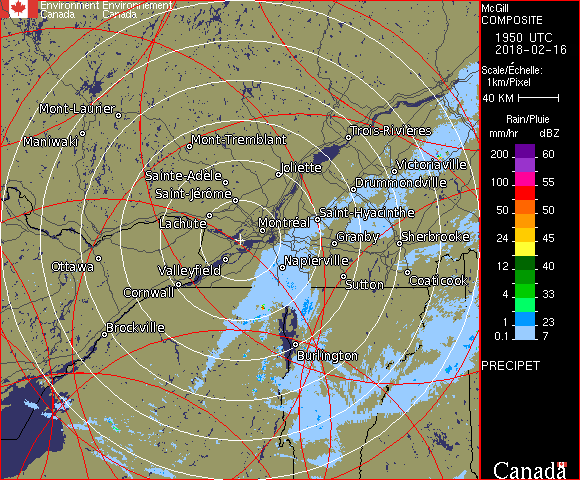 Environment Environnement
Canada Canada
McGill
COMPOSITE
1950 UTC
2018-02-16
Scale/Échelle:
1km/Pixel
40 KM
Rain/Pluie
mm/hr dBZ
200 60
100 55
50 50
24 45
12 40
4 33
1 23
0.1 7
PRECIPET
Canada
Mont-Laurier
Maniwaki
Mont-Tremblant
Trois-Rivières
Sainte-Adèle
Joliette
Victoriaville
Saint-Jérôme
Drummondville
Lachute
Montréal
Saint-Hyacinthe
Granby
Sherbrooke
Ottawa
Valleyfield
Napierville
Cornwall
Sutton
Coaticook
Brockville
Burlington